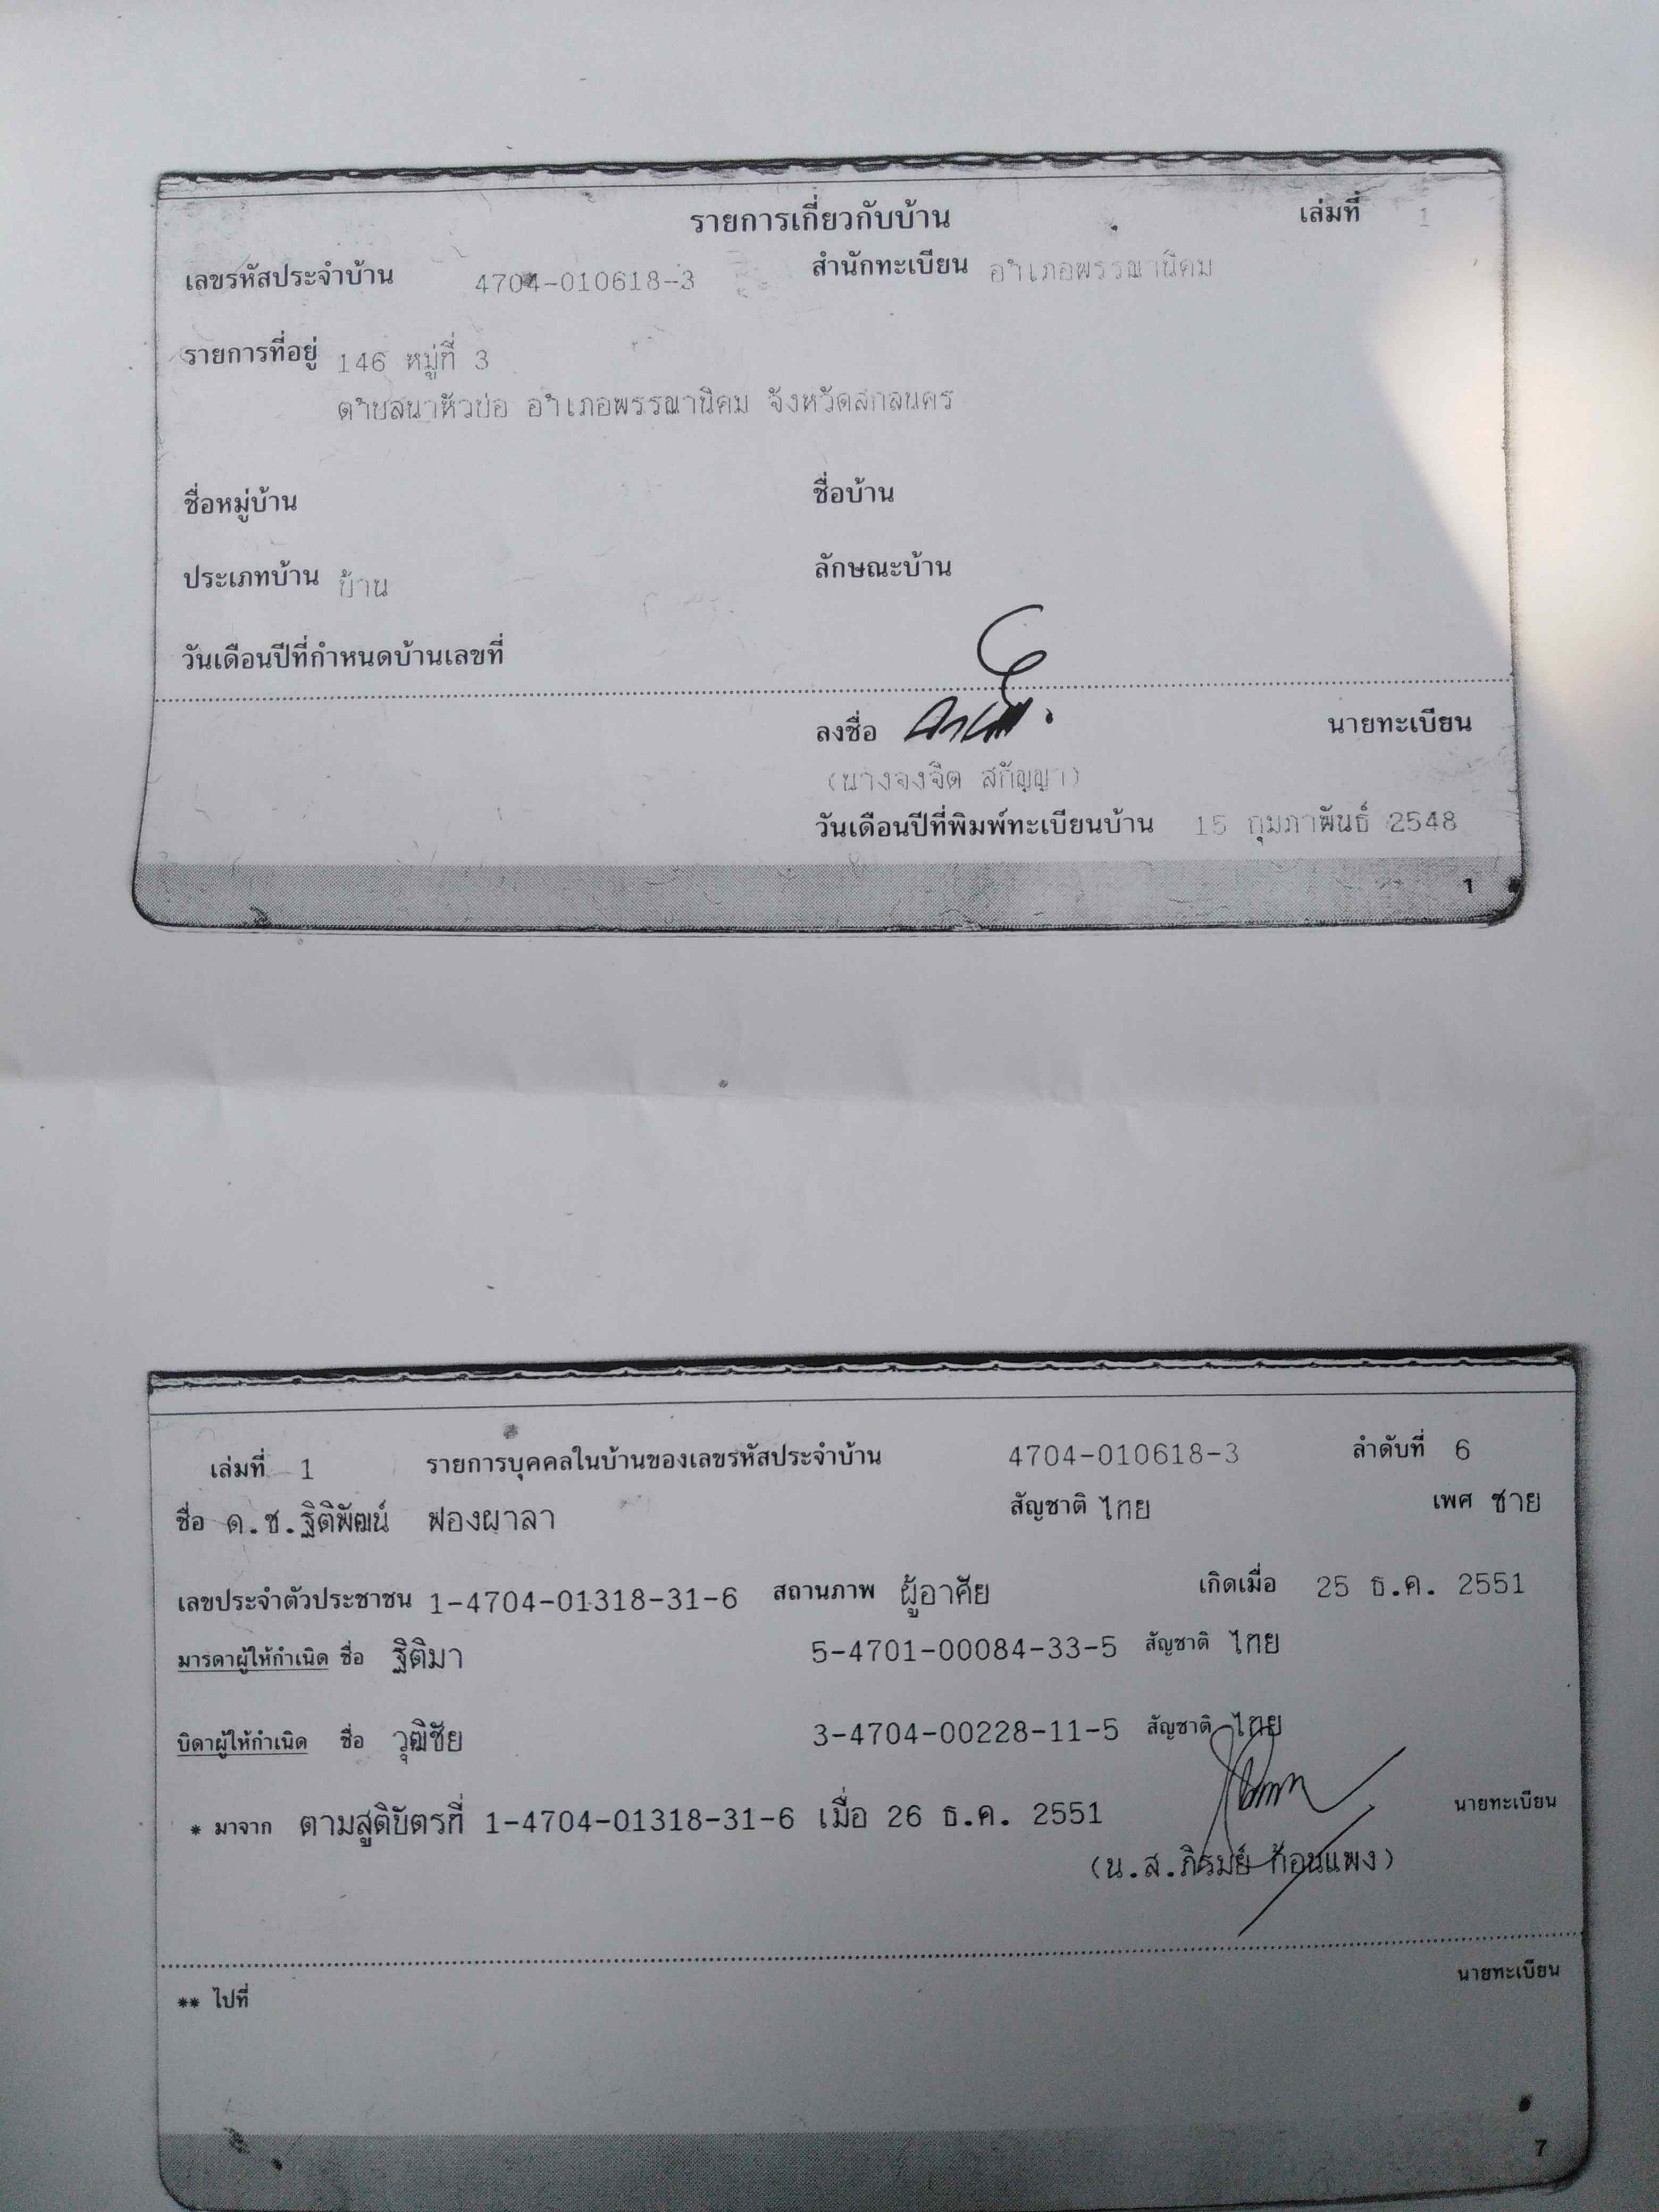 รายการเกี่ยวกับบ้าน เล่มที่ 1
เลขรหัสประจำบ้าน 4704-010618-3 สำนักทะเบียน อำเภอพรรณานิคม
รายการที่อยู่ 146 หมู่ที่ 3
ตำบลนาหัวบ่อ อำเภอพรรณานิคม จังหวัดสกลนคร
ชื่อหมู่บ้าน ชื่อบ้าน
ประเภทบ้าน บ้าน ลักษณะบ้าน
วันเดือนปีที่กำหนดบ้านเลขที่
ลงชื่อ นายทะเบียน
(นางจงจิต สกัญญา)
วันเดือนปีที่พิมพ์ทะเบียนบ้าน 15 กุมภาพันธ์ 2548
1
เล่มที่ 1 รายการบุคคลในบ้านของเลขรหัสประจำบ้าน 4704-010618-3 ลำดับที่ 6
ชื่อ ด.ช.ฐิติพัฒน์ ฟองผาลา สัญชาติ ไทย เพศ ชาย
เลขประจำตัวประชาชน 1-4704-01318-31-6 สถานภาพ ผู้อาศัย เกิดเมื่อ 25 ธ.ค. 2551
มารดาผู้ให้กำเนิด ชื่อ ฐิติมา 5-4701-00084-33-5 สัญชาติ ไทย
บิดาผู้ให้กำเนิด ชื่อ วุฒิชัย 3-4704-00228-11-5 สัญชาติ ไทย
* มาจาก ตามสูติบัตรที่ 1-4704-01318-31-6 เมื่อ 26 ธ.ค. 2551 นายทะเบียน
(น.ส.ภิรมย์ ก้อนแพง)
นายทะเบียน
** ไปที่
7